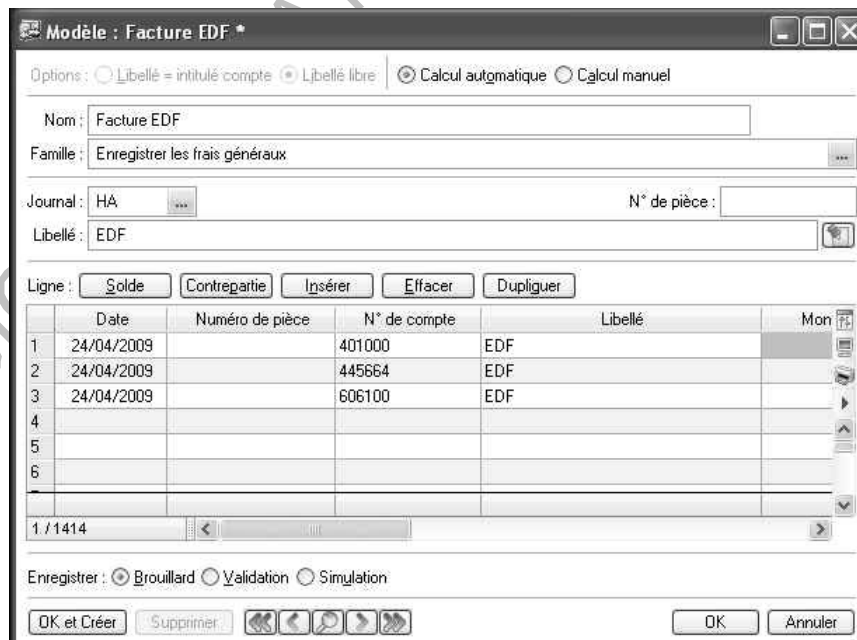 Modèle : Facture EDF *
Options : Libellé = intitulé compte Libellé libre Calcul automatique Calcul manuel
Nom : Facture EDF
Famille : Enregistrer les frais généraux ...
Journal : HA ... N° de pièce :
Libellé : EDF
Ligne : Solde Contrepartie Insérer Effacer Dupliquer
Date Numéro de pièce N° de compte Libellé Mon
1 24/04/2009 401000 EDF
2 24/04/2009 445664 EDF
3 24/04/2009 606100 EDF
4
5
6
1 / 1414
Enregistrer : Brouillard Validation Simulation
OK et Créer Supprimer OK Annuler